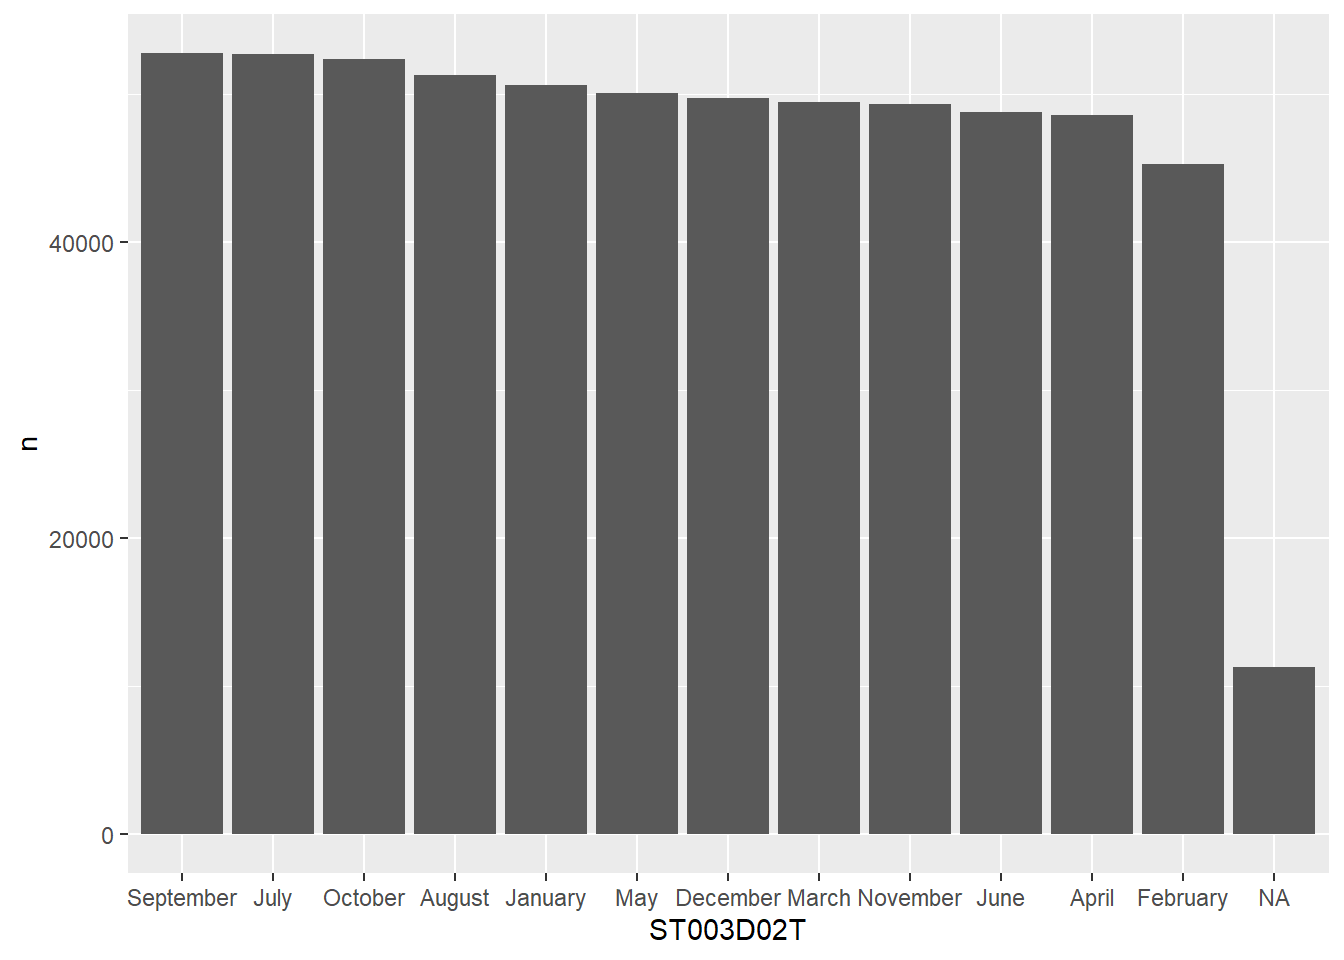 n
40000
20000
0
September July October August January May December March November June April February NA
ST003D02T